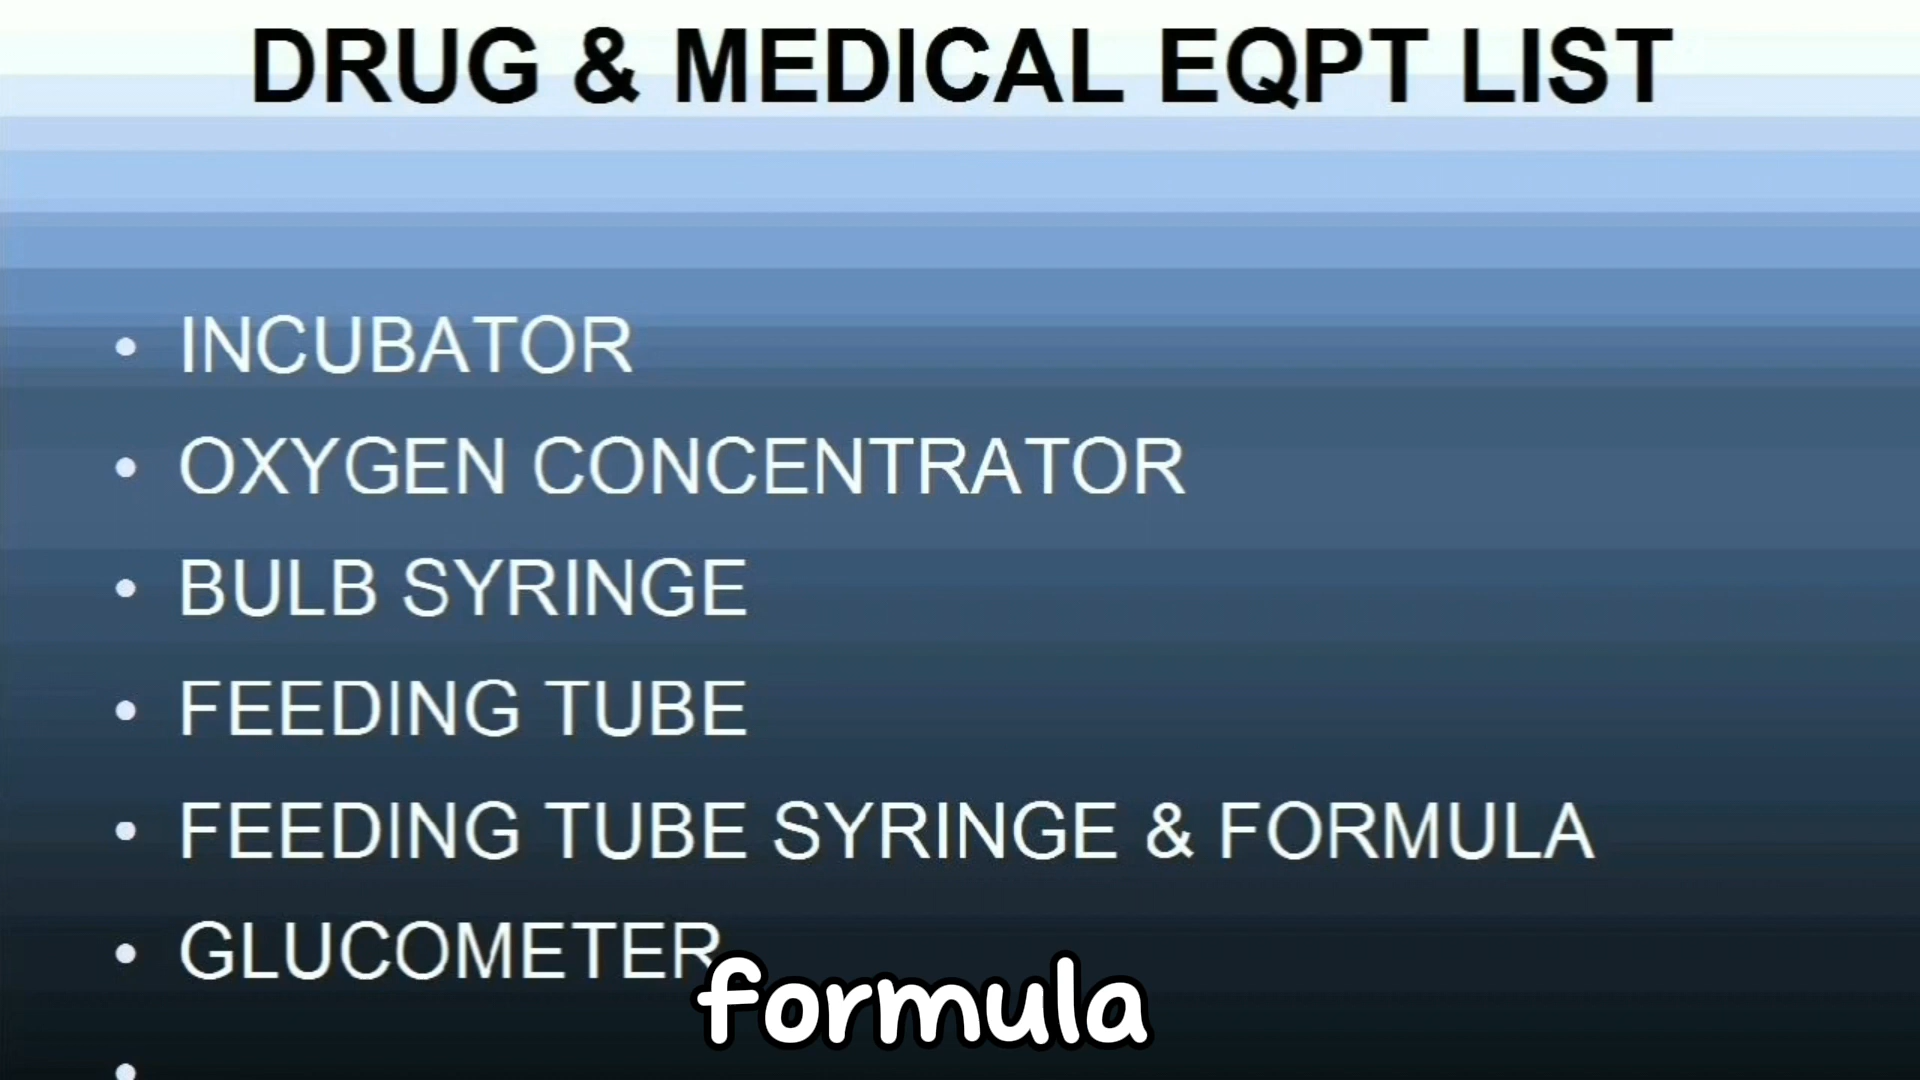 DRUG & MEDICAL EQPT LIST
• INCUBATOR
• OXYGEN CONCENTRATOR
• BULB SYRINGE
• FEEDING TUBE
• FEEDING TUBE SYRINGE & FORMULA
• GLUCOMETER
formula
•